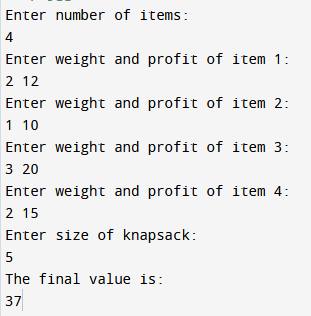 Enter number of items:
4
Enter weight and profit of item 1:
2 12
Enter weight and profit of item 2:
1 10
Enter weight and profit of item 3:
3 20
Enter weight and profit of item 4:
2 15
Enter size of knapsack:
5
The final value is:
37